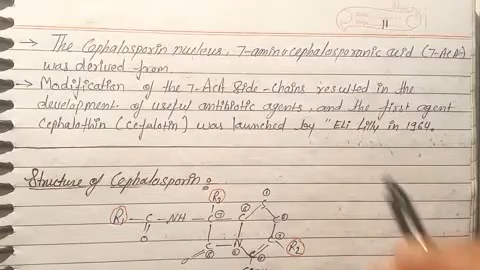 11
→ The Cephalosporin nucleus, 7-aminocephalosporanic acid (7-ACA)
was derived from
→ Modification of the 7-ACA Side-Chains resulted in the
development of useful antibiotic agents, and the first agent
Cephalothin (cefalotin) was launched by "Eli Lilly in 1964.
Structure of Cephalosporin:
R3
R1 - C - NH - C C
O
C N R2
O C